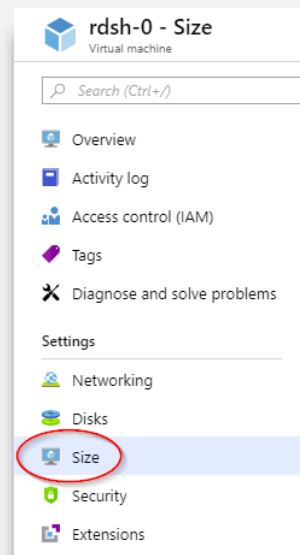 rdsh-0 - Size
Virtual machine
Search (Ctrl+/)
Overview
Activity log
Access control (IAM)
Tags
Diagnose and solve problems
Settings
Networking
Disks
Size
Security
Extensions